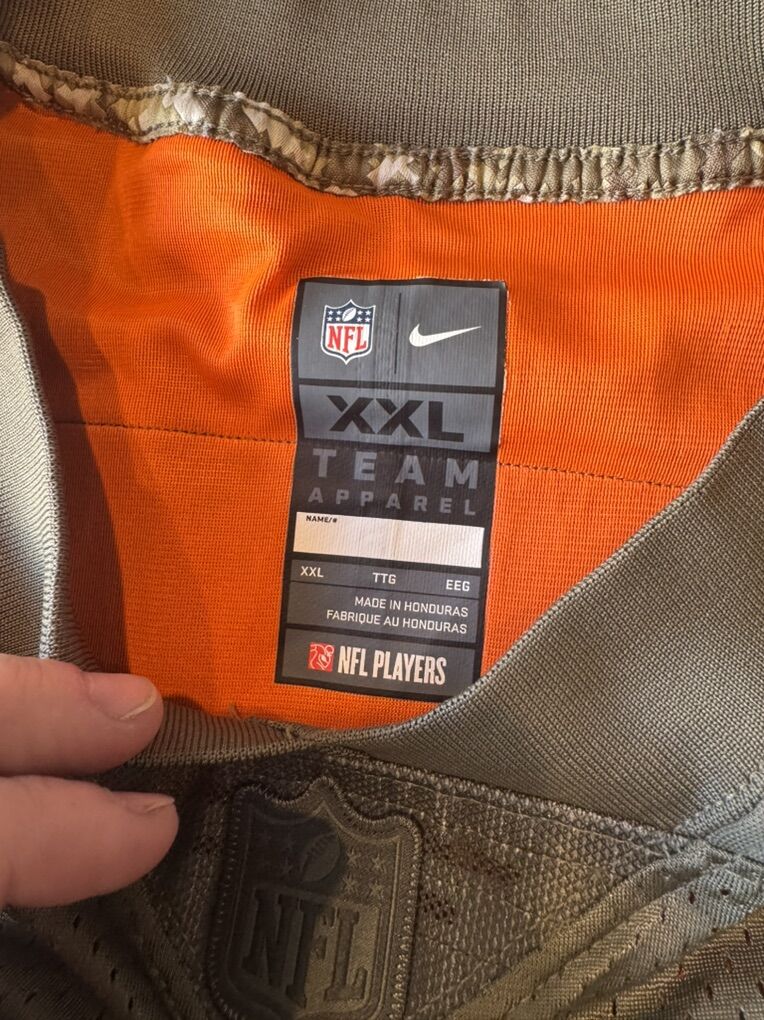 NFL
XXL
TEAM
APPAREL
NAME/#
XXL TTG EEG
MADE IN HONDURAS
FABRIQUE AU HONDURAS
NFL PLAYERS
NFL